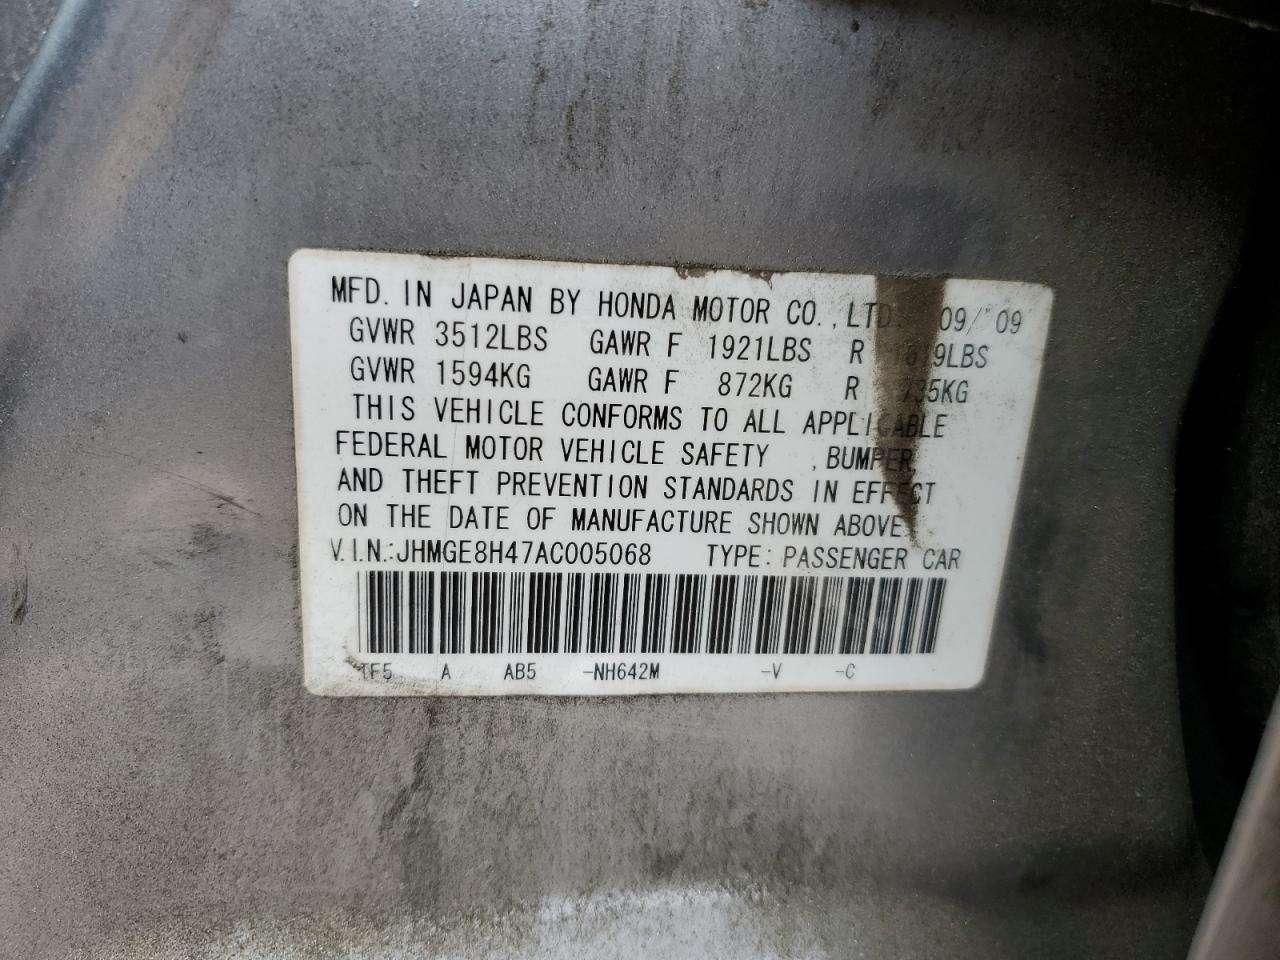 MFD. IN JAPAN BY HONDA MOTOR CO., LTD. 09/'09
GVWR 3512LBS GAWR F 1921LBS R
GVWR 1594KG GAWR F 872KG R 735KG
THIS VEHICLE CONFORMS TO ALL APPLICABLE
FEDERAL MOTOR VEHICLE SAFETY , BUMPER,
AND THEFT PREVENTION STANDARDS IN EFFECT
ON THE DATE OF MANUFACTURE SHOWN ABOVE.
V.I.N.:JHMGE8H47AC005068 TYPE: PASSENGER CAR
TF5 A AB5 -NH642M -V -C